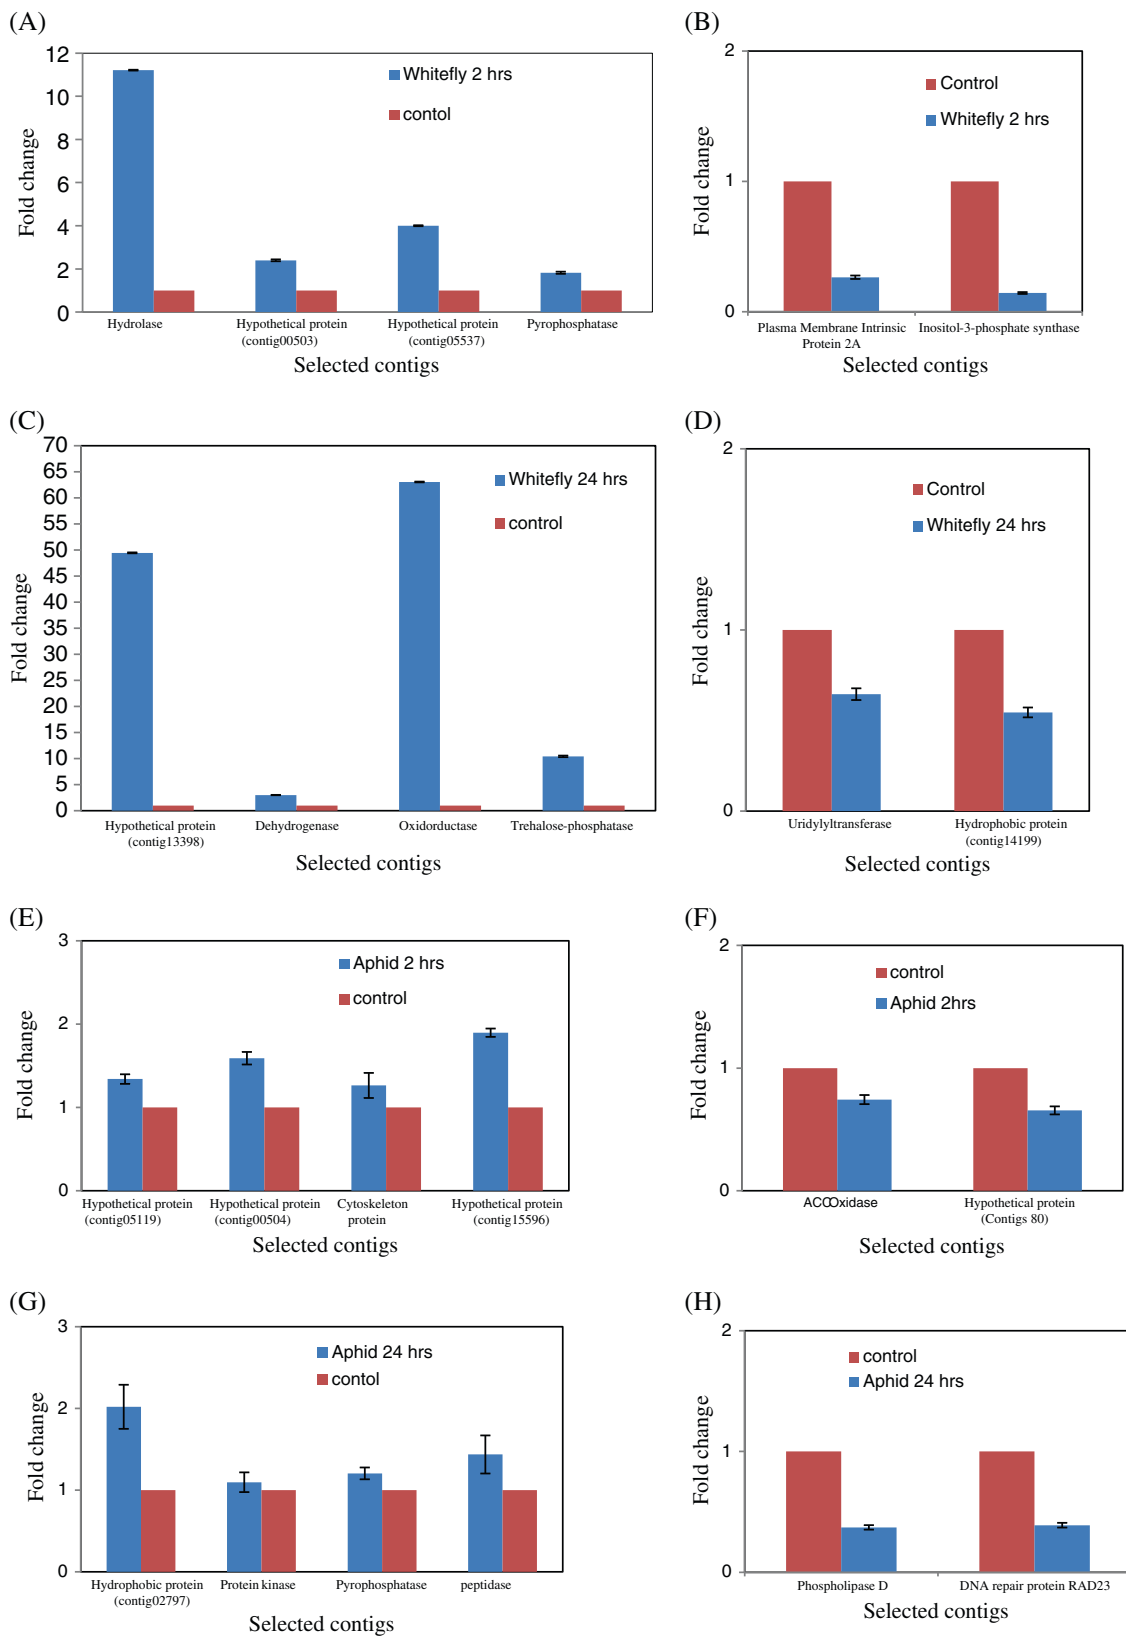 (A)
12
10
8
6
4
2
0
Fold change
Whitefly 2 hrs
contol
Hydrolase
Hypothetical protein
(contig00503)
Hypothetical protein
(contig05537)
Pyrophosphatase
Selected contigs
(B)
2
1
0
Fold change
Control
Whitefly 2 hrs
Plasma Membrane Intrinsic
Protein 2A
Inositol-3-phosphate synthase
Selected contigs
(C)
70
65
60
55
50
45
40
35
30
25
20
15
10
5
0
Fold change
Whitefly 24 hrs
control
Hypothetical protein
(contig13398)
Dehydrogenase
Oxidorductase
Trehalose-phosphatase
Selected contigs
(D)
2
1
0
Fold change
Control
Whitefly 24 hrs
Uridylyltransferase
Hydrophobic protein
(contig14199)
Selected contigs
(E)
3
2
1
0
Fold change
Aphid 2 hrs
control
Hypothetical protein
(contig05119)
Hypothetical protein
(contig00504)
Cytoskeleton
protein
Hypothetical protein
(contig15596)
Selected contigs
(F)
2
1
0
Fold change
control
Aphid 2hrs
ACCOxidase
Hypothetical protein
(Contigs 80)
Selected contigs
(G)
3
2
1
0
Fold change
Aphid 24 hrs
contol
Hydrophobic protein
(contig02797)
Protein kinase
Pyrophosphatase
peptidase
Selected contigs
(H)
2
1
0
Fold change
control
Aphid 24 hrs
Phospholipase D
DNA repair protein RAD23
Selected contigs